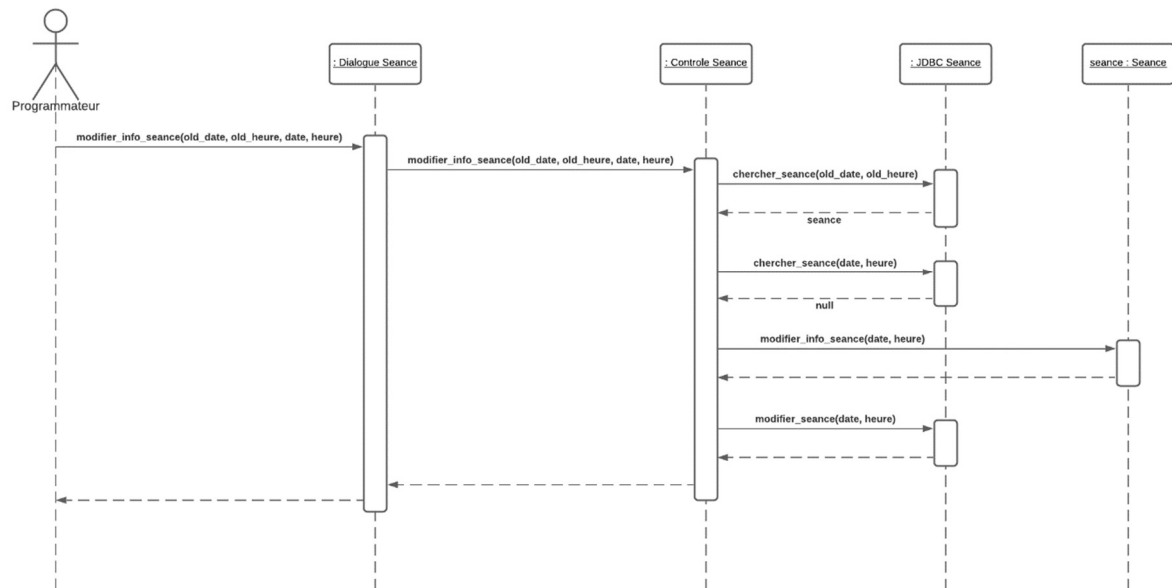 : Dialogue Seance
: Controle Seance
: JDBC Seance
seance : Seance
Programmateur
modifier_info_seance(old_date, old_heure, date, heure)
modifier_info_seance(old_date, old_heure, date, heure)
chercher_seance(old_date, old_heure)
seance
chercher_seance(date, heure)
null
modifier_info_seance(date, heure)
modifier_seance(date, heure)